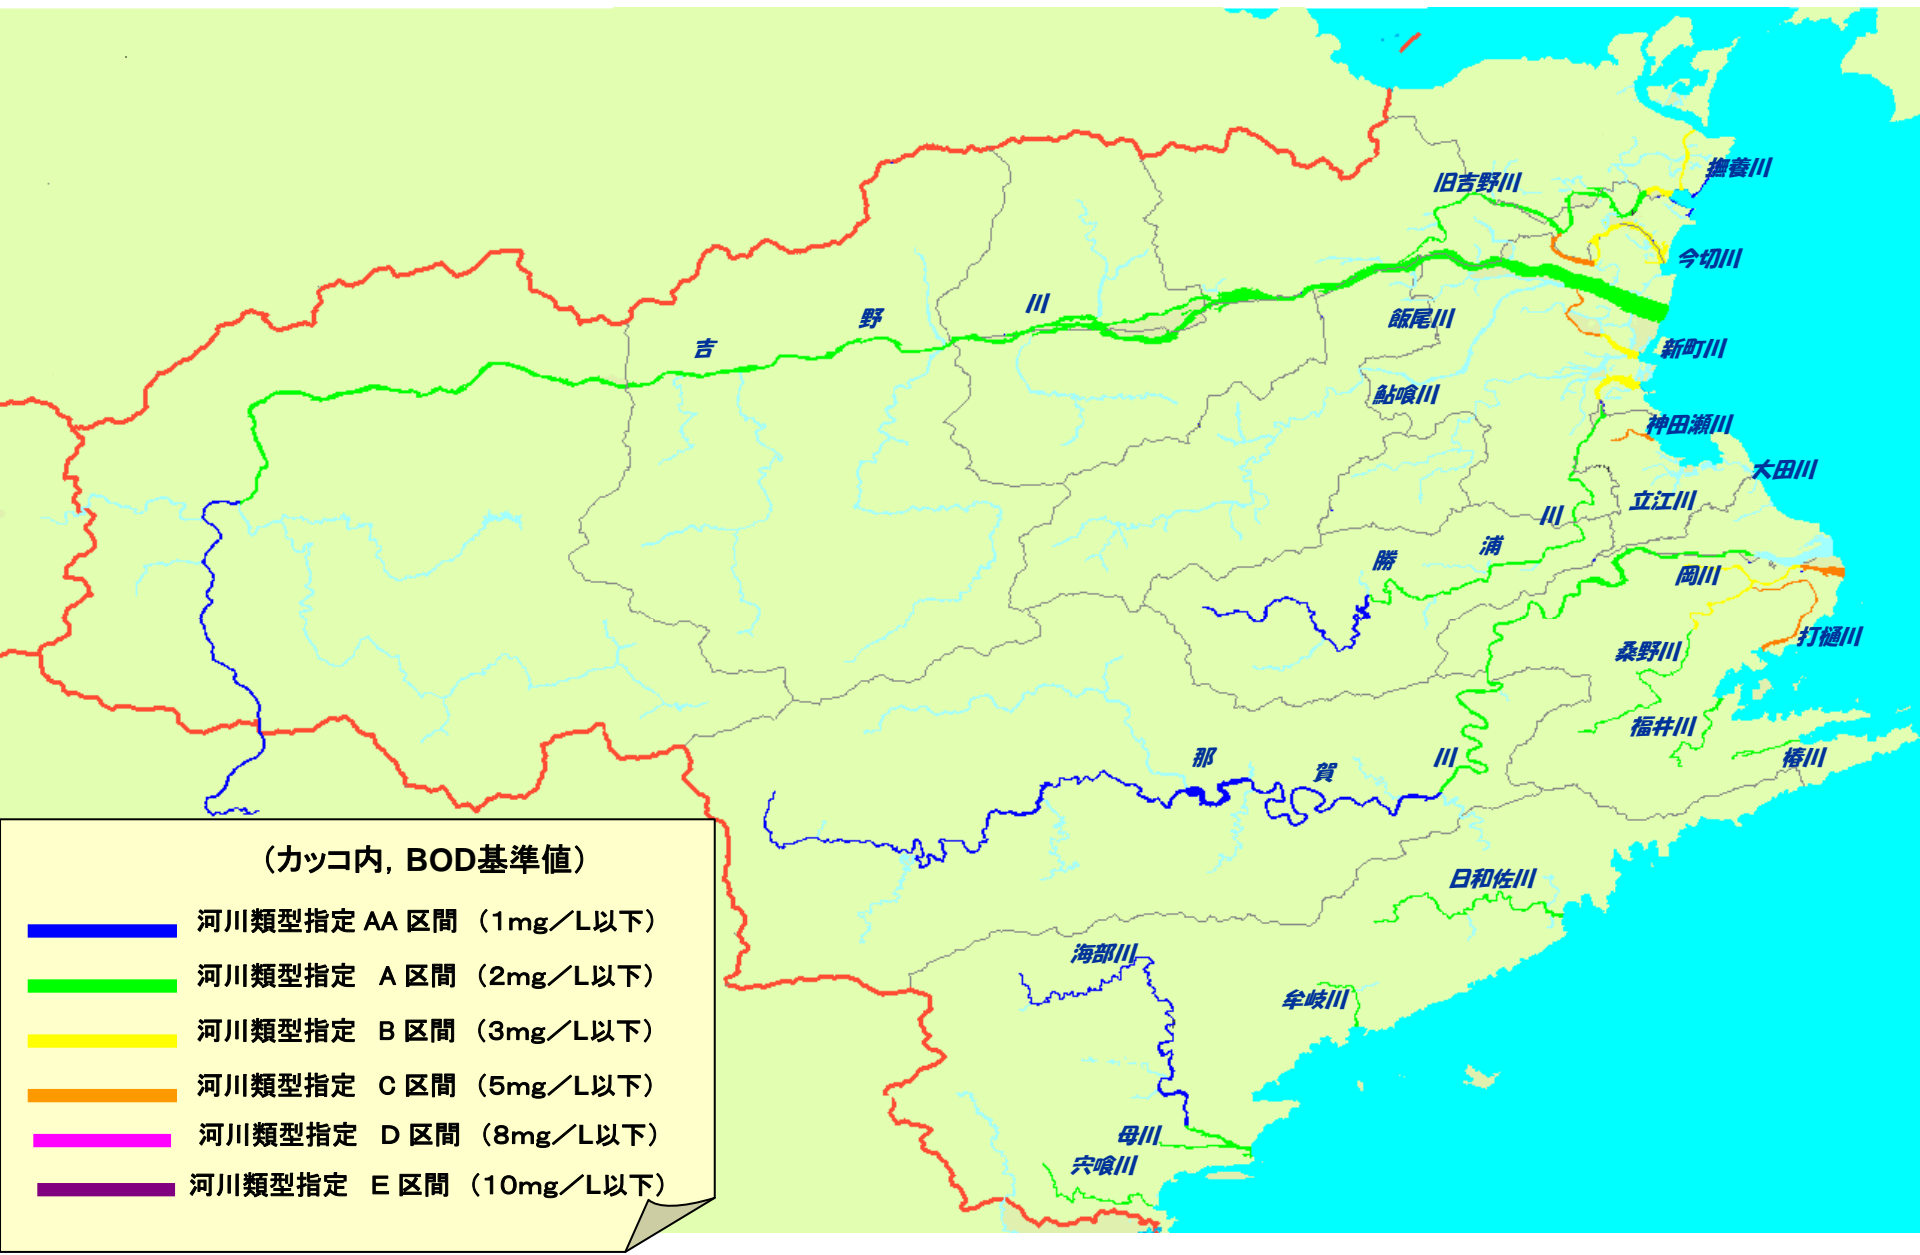 撫養川
旧吉野川
今切川
吉野川
飯尾川
新町川
鮎喰川
神田瀬川
大田川
立江川
勝浦川
岡川
打樋川
桑野川
福井川
椿川
那賀川
日和佐川
海部川
牟岐川
母川
宍喰川
（カッコ内，BOD基準値）
河川類型指定 AA 区間 （1mg／L以下）
河川類型指定 A 区間 （2mg／L以下）
河川類型指定 B 区間 （3mg／L以下）
河川類型指定 C 区間 （5mg／L以下）
河川類型指定 D 区間 （8mg／L以下）
河川類型指定 E 区間 （10mg／L以下）